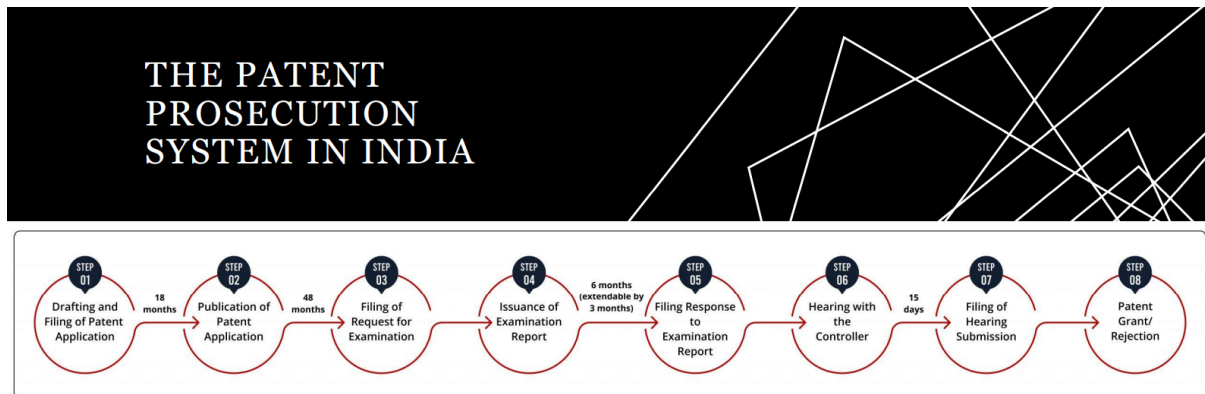 THE PATENT
PROSECUTION
SYSTEM IN INDIA
STEP
01
Drafting and
Filing of Patent
Application
18
months
STEP
02
Publication of
Patent
Application
48
months
STEP
03
Filing of
Request for
Examination
STEP
04
Issuance of
Examination
Report
6 months
(extendable by
3 months)
STEP
05
Filing Response
to
Examination
Report
STEP
06
Hearing with
the
Controller
15
days
STEP
07
Filing of
Hearing
Submission
STEP
08
Patent
Grant/
Rejection